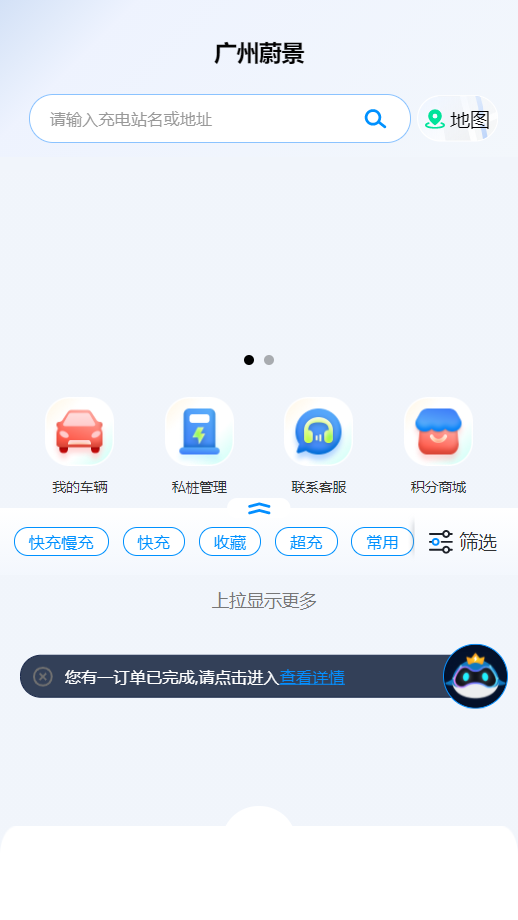 广州蔚景
请输入充电站名或地址
地图
我的车辆 私桩管理 联系客服 积分商城
快充慢充 快充 收藏 超充 常用 筛选
上拉显示更多
您有一订单已完成,请点击进入查看详情